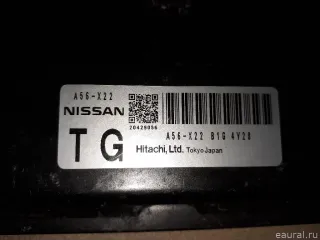 A56-X22
NISSAN
20429056
A56-X22 B1G 4Y20
TG
Hitachi, Ltd. Tokyo Japan
© eaural.ru